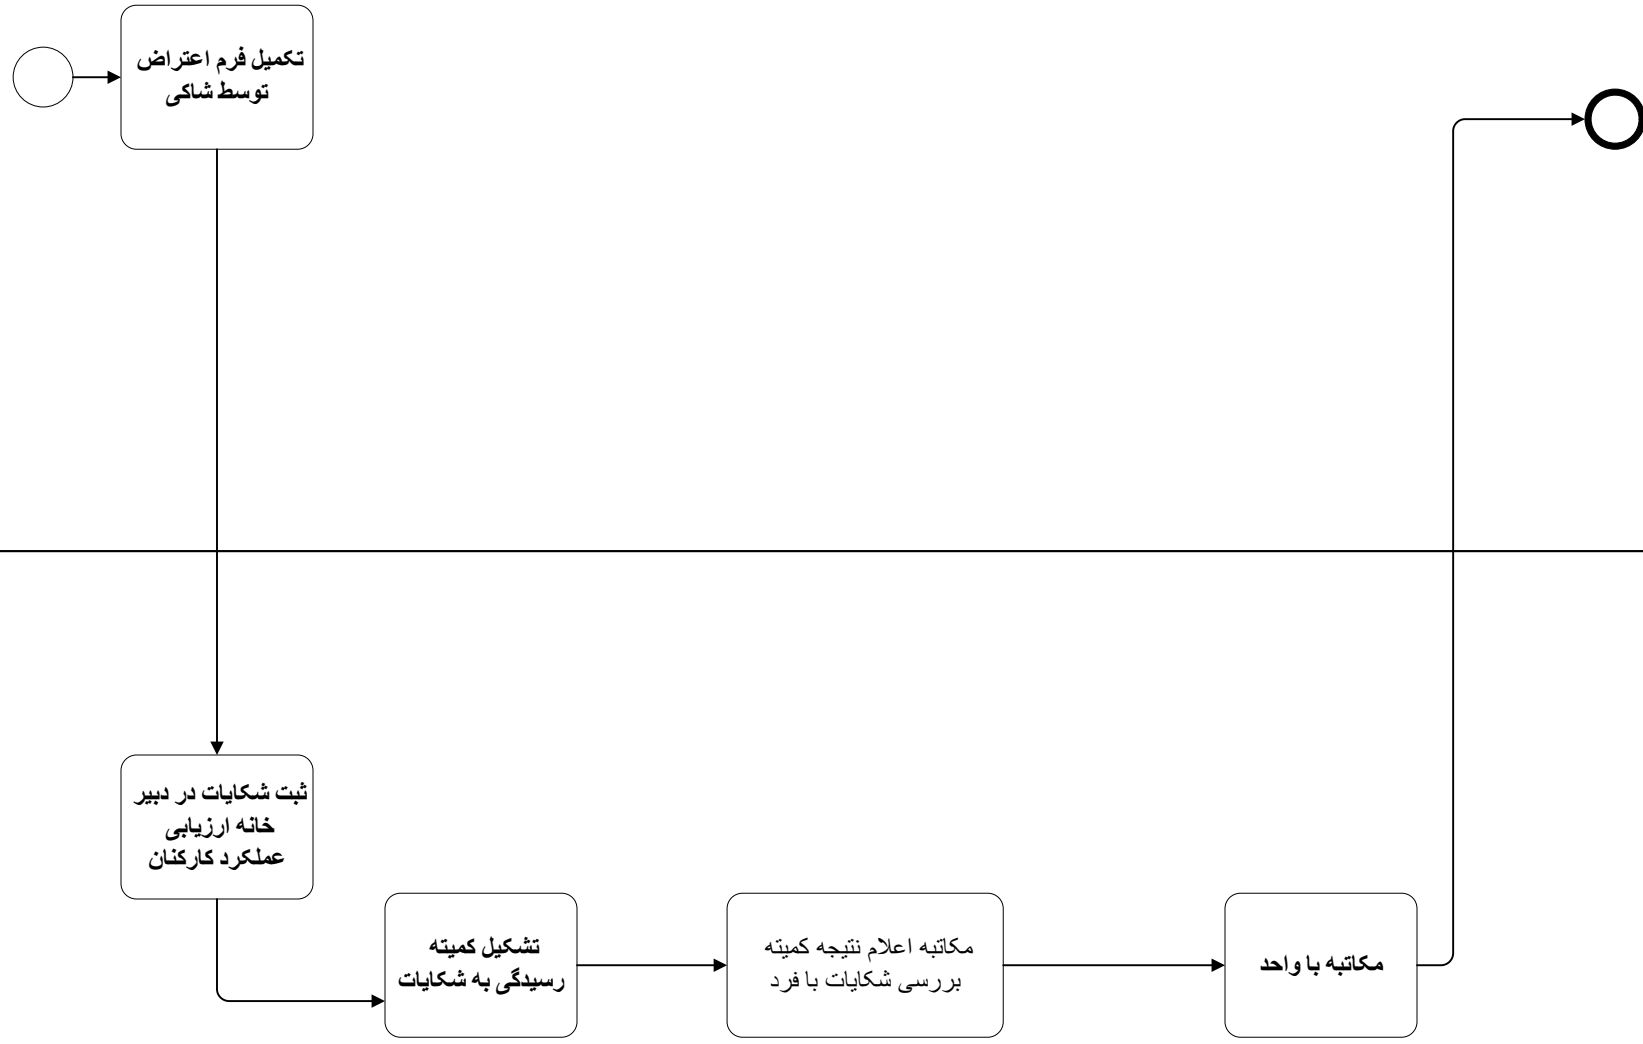 تکمیل فرم اعتراض
توسط شاکی
ثبت شکایات در دبیر
خانه ارزیابی
عملکرد کارکنان
تشکیل کمیته
رسیدگی به شکایات
مکاتبه اعلام نتیجه کمیته
بررسی شکایات با فرد
مکاتبه با واحد